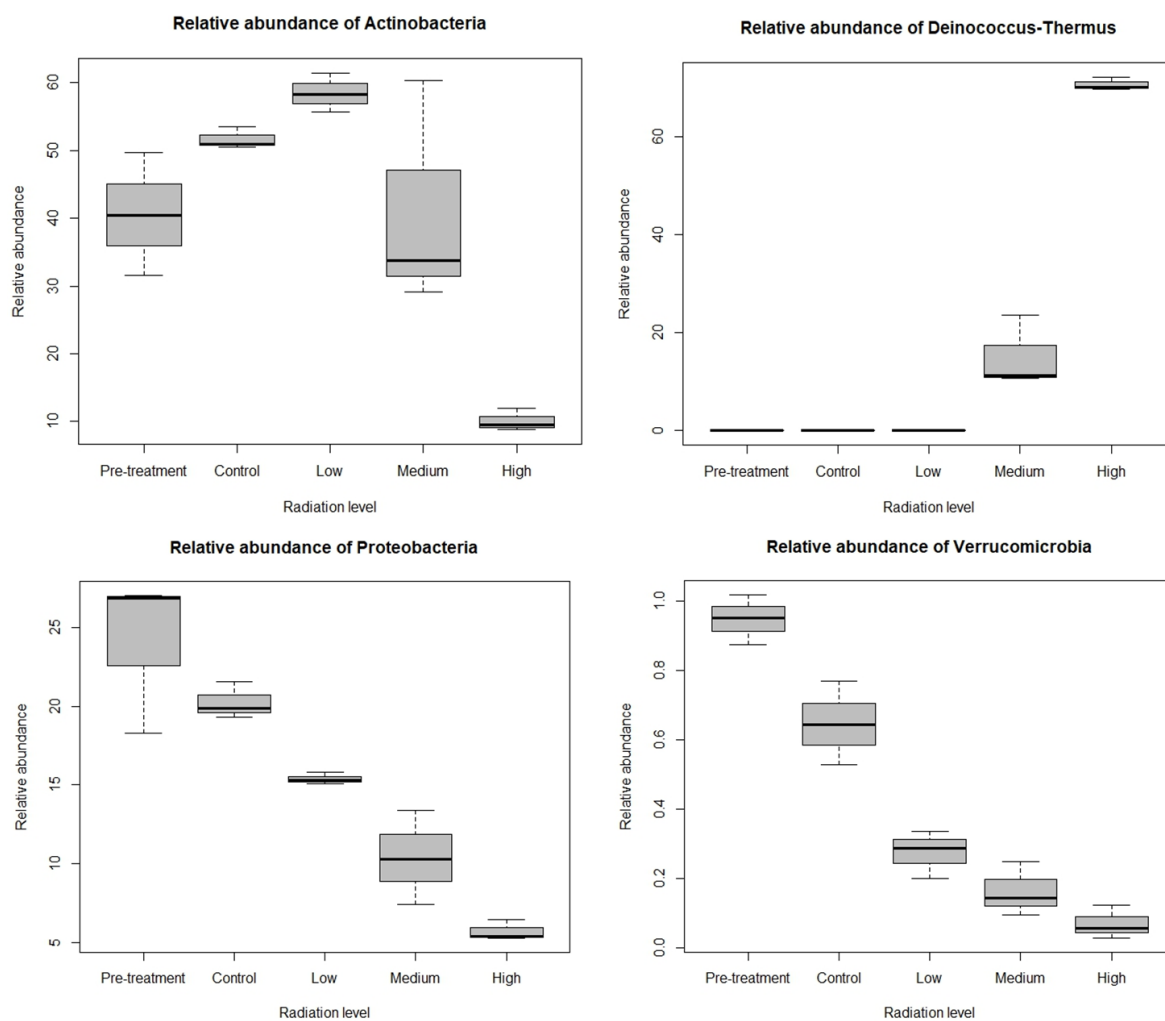 Relative abundance of Actinobacteria
Relative abundance
60
50
40
30
20
10
Pre-treatment Control Low Medium High
Radiation level
Relative abundance of Deinococcus-Thermus
Relative abundance
60
40
20
0
Pre-treatment Control Low Medium High
Radiation level
Relative abundance of Proteobacteria
Relative abundance
25
20
15
10
5
Pre-treatment Control Low Medium High
Radiation level
Relative abundance of Verrucomicrobia
Relative abundance
1.0
0.8
0.6
0.4
0.2
0.0
Pre-treatment Control Low Medium High
Radiation level